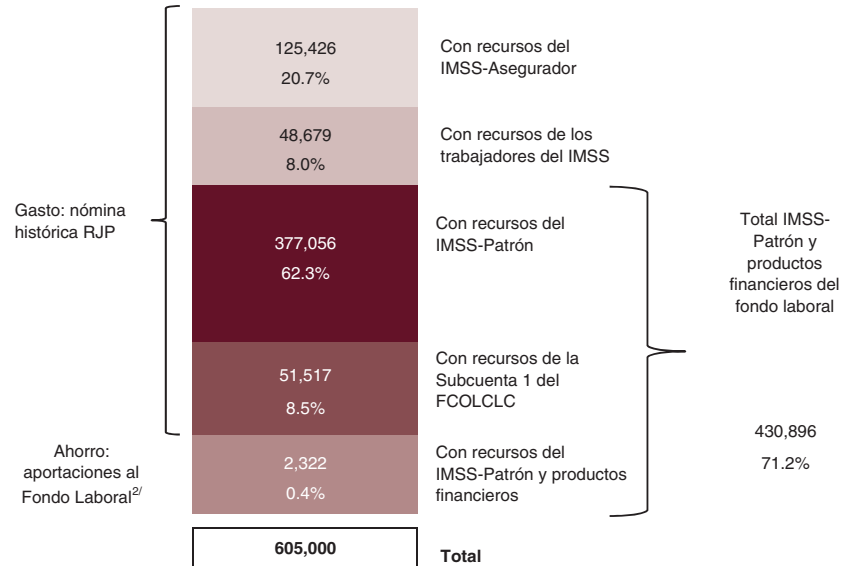 125,426
20.7%
Con recursos del
IMSS-Asegurador
48,679
8.0%
Con recursos de los
trabajadores del IMSS
Gasto: nómina
histórica RJP
377,056
62.3%
Con recursos del
IMSS-Patrón
Total IMSS-
Patrón y
productos
financieros del
fondo laboral
51,517
8.5%
Con recursos de la
Subcuenta 1 del
FCOLCLC
430,896
71.2%
Ahorro:
aportaciones al
Fondo Laboral2/
2,322
0.4%
Con recursos del
IMSS-Patrón y productos
financieros
605,000
Total